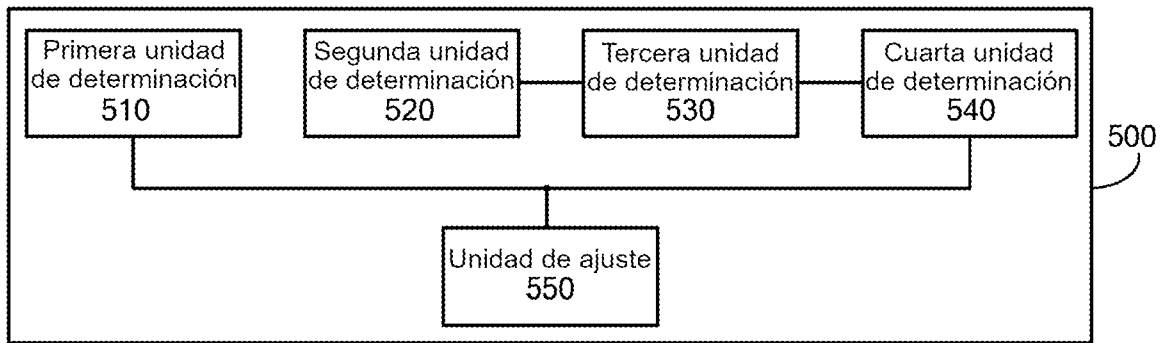 Primera unidad
de determinación
510
Segunda unidad
de determinación
520
Tercera unidad
de determinación
530
Cuarta unidad
de determinación
540
500
Unidad de ajuste
550